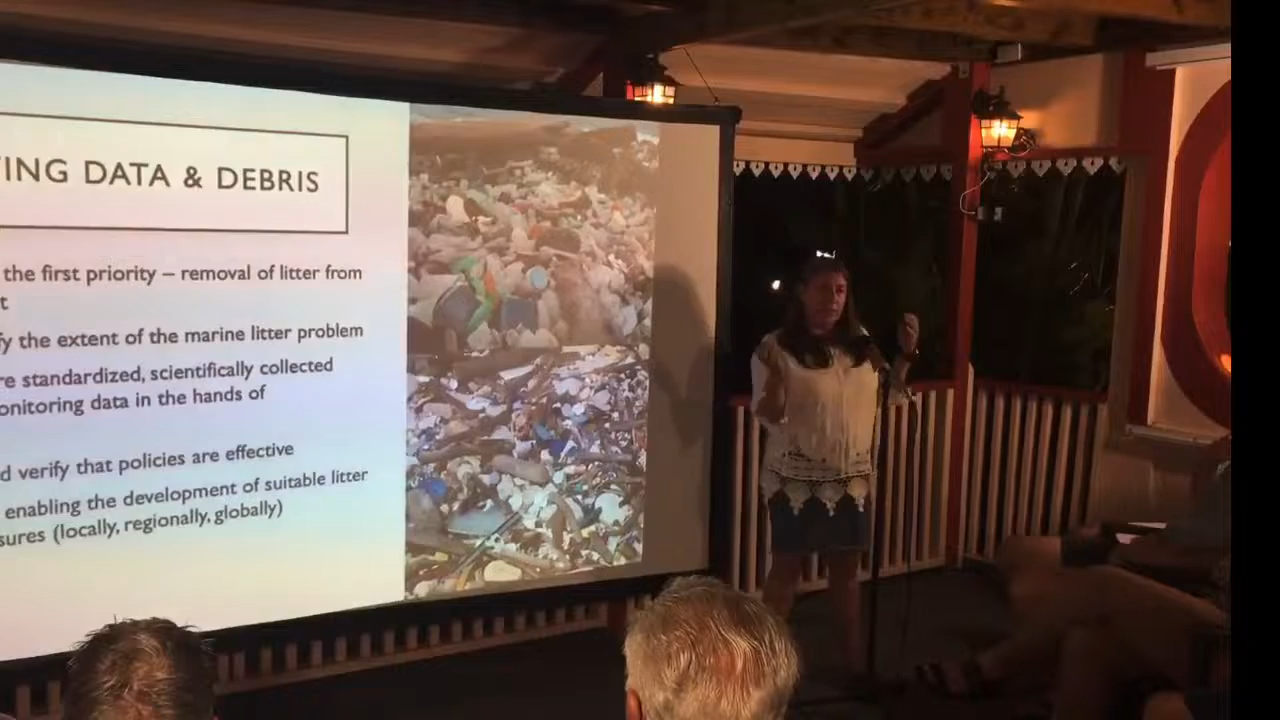 TING DATA & DEBRIS
the first priority – removal of litter from
t
fy the extent of the marine litter problem
re standardized, scientifically collected
onitoring data in the hands of
d verify that policies are effective
enabling the development of suitable litter
sures (locally, regionally, globally)